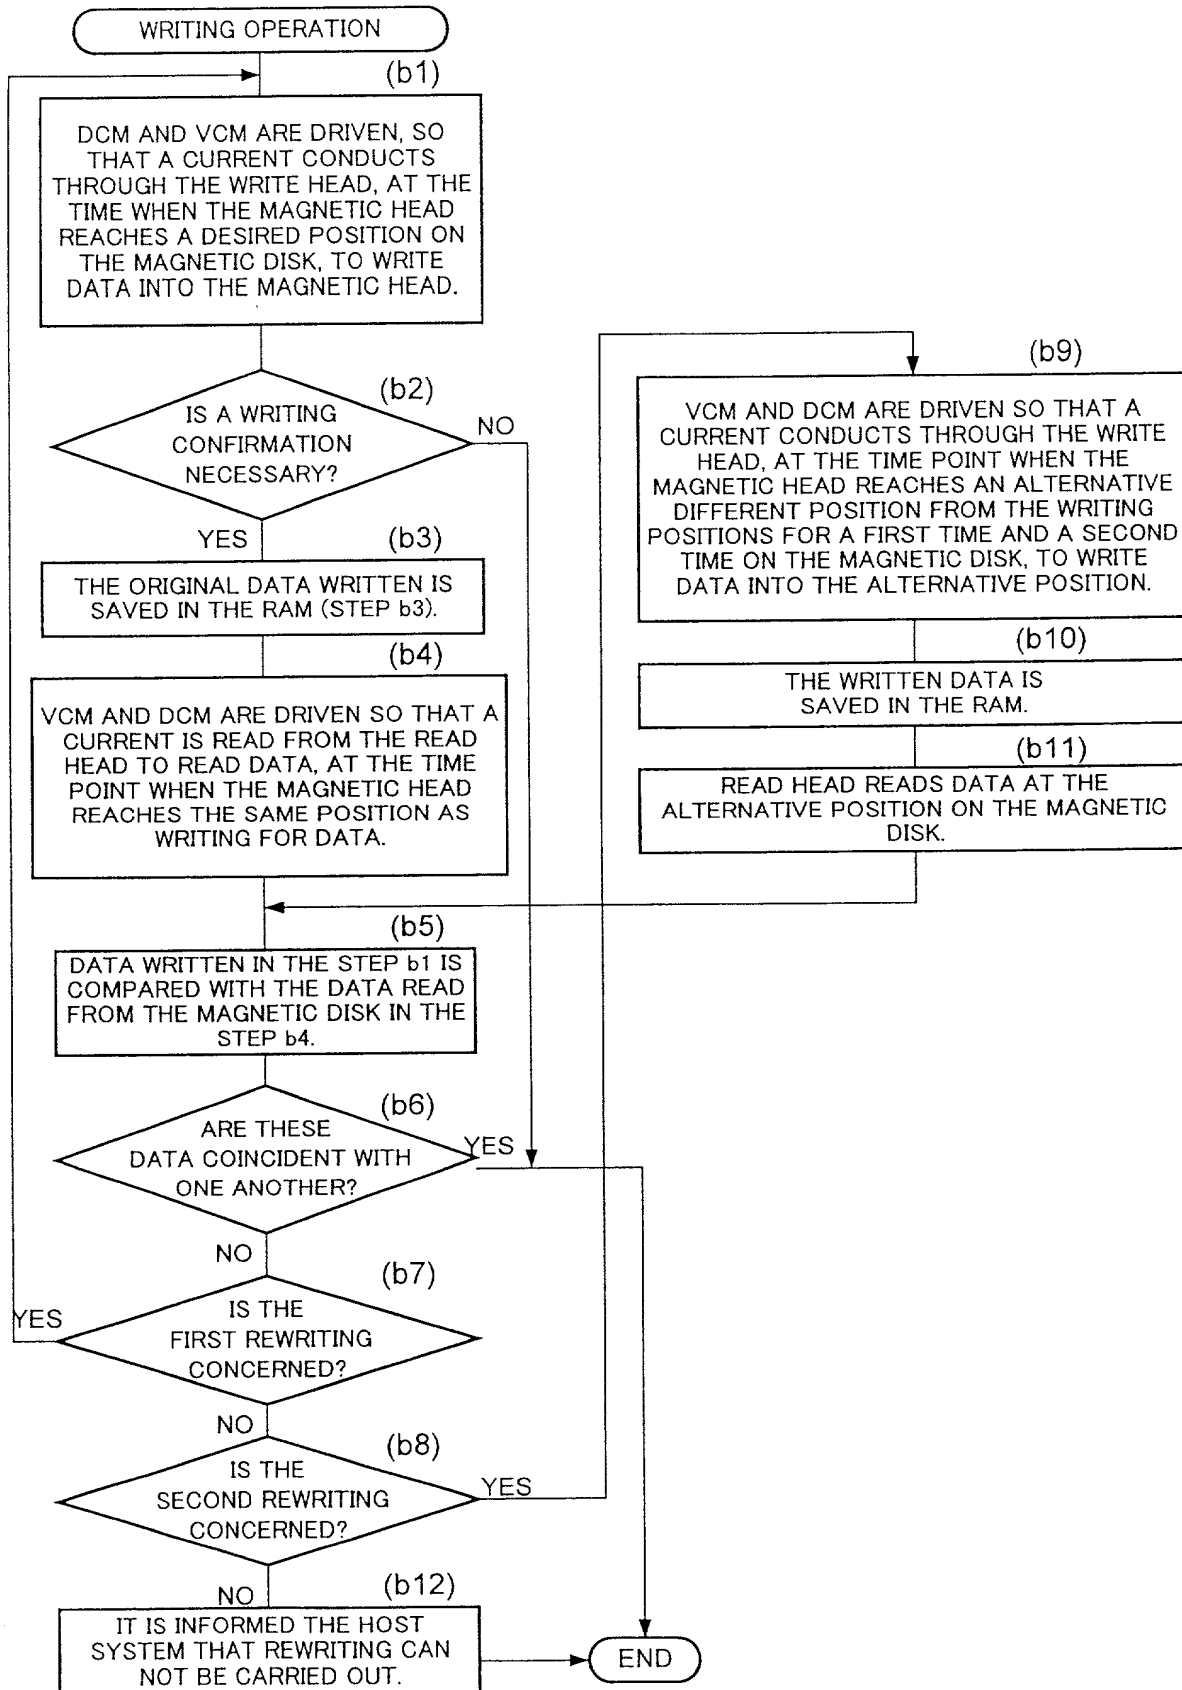 WRITING OPERATION
(b1)
DCM AND VCM ARE DRIVEN, SO
THAT A CURRENT CONDUCTS
THROUGH THE WRITE HEAD, AT THE
TIME WHEN THE MAGNETIC HEAD
REACHES A DESIRED POSITION ON
THE MAGNETIC DISK, TO WRITE
DATA INTO THE MAGNETIC HEAD.
(b2)
IS A WRITING
CONFIRMATION
NECESSARY?
NO
YES
(b3)
THE ORIGINAL DATA WRITTEN IS
SAVED IN THE RAM (STEP b3).
(b4)
VCM AND DCM ARE DRIVEN SO THAT A
CURRENT IS READ FROM THE READ
HEAD TO READ DATA, AT THE TIME
POINT WHEN THE MAGNETIC HEAD
REACHES THE SAME POSITION AS
WRITING FOR DATA.
(b5)
DATA WRITTEN IN THE STEP b1 IS
COMPARED WITH THE DATA READ
FROM THE MAGNETIC DISK IN THE
STEP b4.
(b6)
ARE THESE
DATA COINCIDENT WITH
ONE ANOTHER?
YES
NO
(b7)
IS THE
FIRST REWRITING
CONCERNED?
YES
NO
(b8)
IS THE
SECOND REWRITING
CONCERNED?
YES
NO
(b12)
IT IS INFORMED THE HOST
SYSTEM THAT REWRITING CAN
NOT BE CARRIED OUT.
END
(b9)
VCM AND DCM ARE DRIVEN SO THAT A
CURRENT CONDUCTS THROUGH THE WRITE
HEAD, AT THE TIME POINT WHEN THE
MAGNETIC HEAD REACHES AN ALTERNATIVE
DIFFERENT POSITION FROM THE WRITING
POSITIONS FOR A FIRST TIME AND A SECOND
TIME ON THE MAGNETIC DISK, TO WRITE
DATA INTO THE ALTERNATIVE POSITION.
(b10)
THE WRITTEN DATA IS
SAVED IN THE RAM.
(b11)
READ HEAD READS DATA AT THE
ALTERNATIVE POSITION ON THE MAGNETIC
DISK.